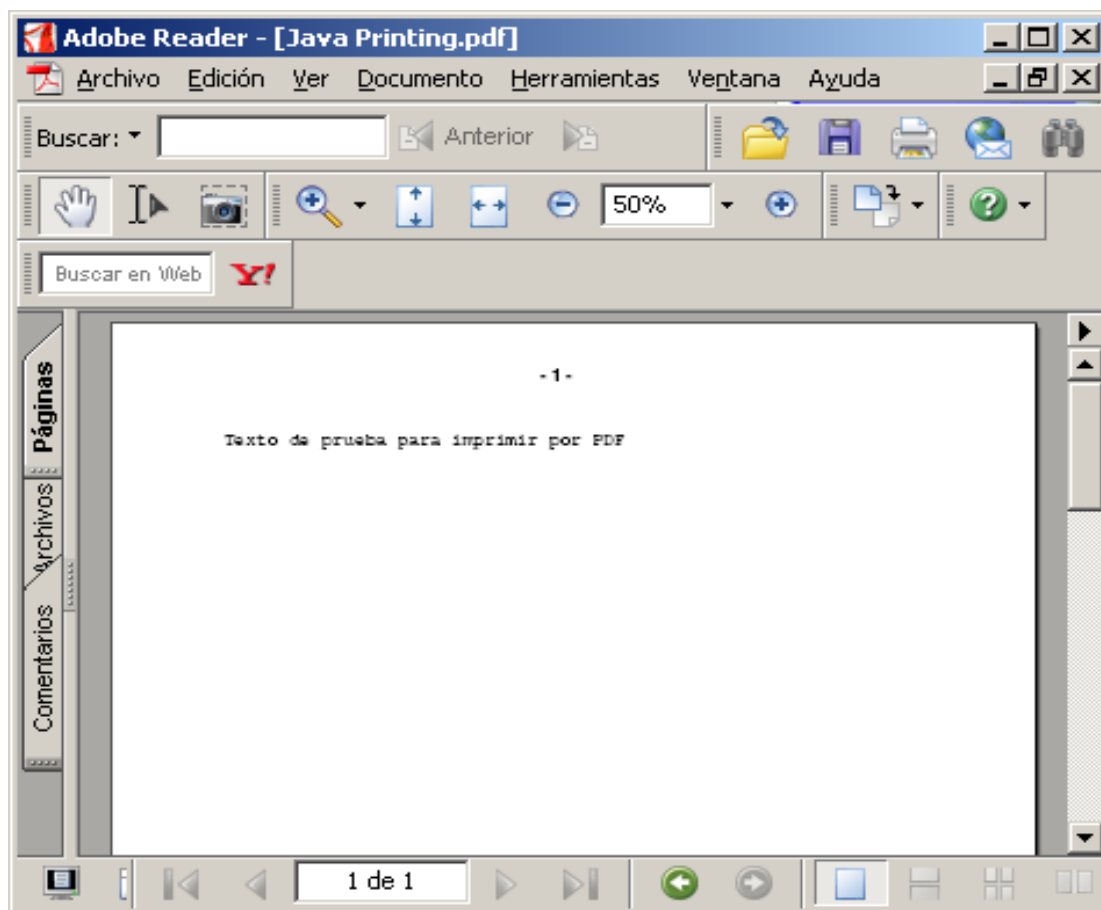 Adobe Reader - [Java Printing.pdf]
Archivo Edición Ver Documento Herramientas Ventana Ayuda
Buscar: Anterior
50%
Buscar en Web Y!
- 1 -
Texto de prueba para imprimir por PDF
Páginas
Archivos
Comentarios
1 de 1